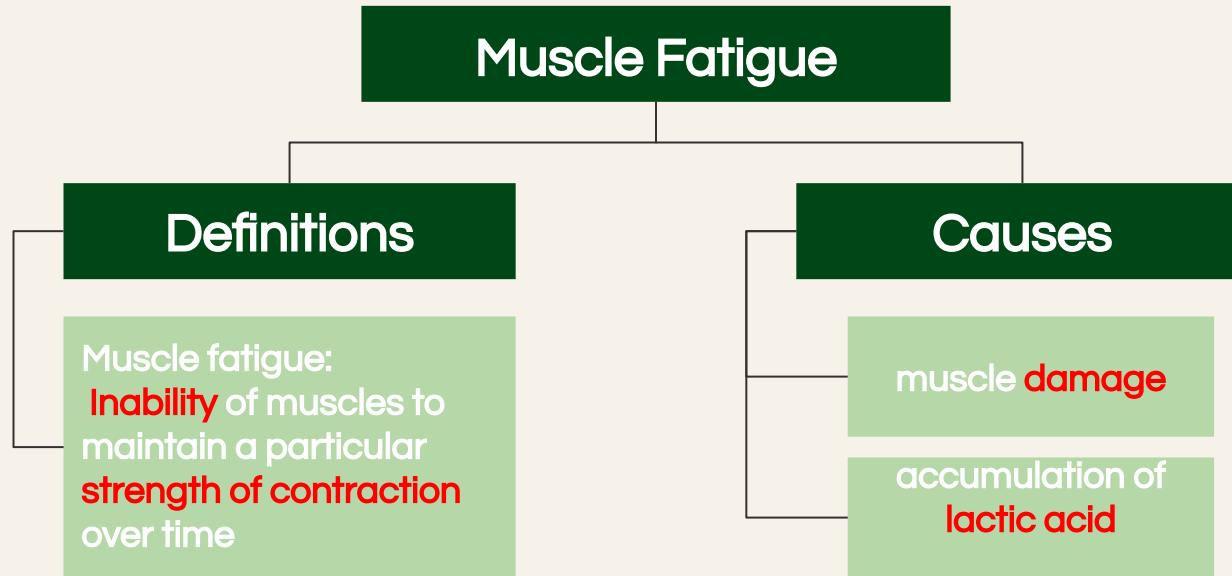 Muscle Fatigue
Definitions
Muscle fatigue:
Inability of muscles to
maintain a particular
strength of contraction
over time
Causes
muscle damage
accumulation of
lactic acid